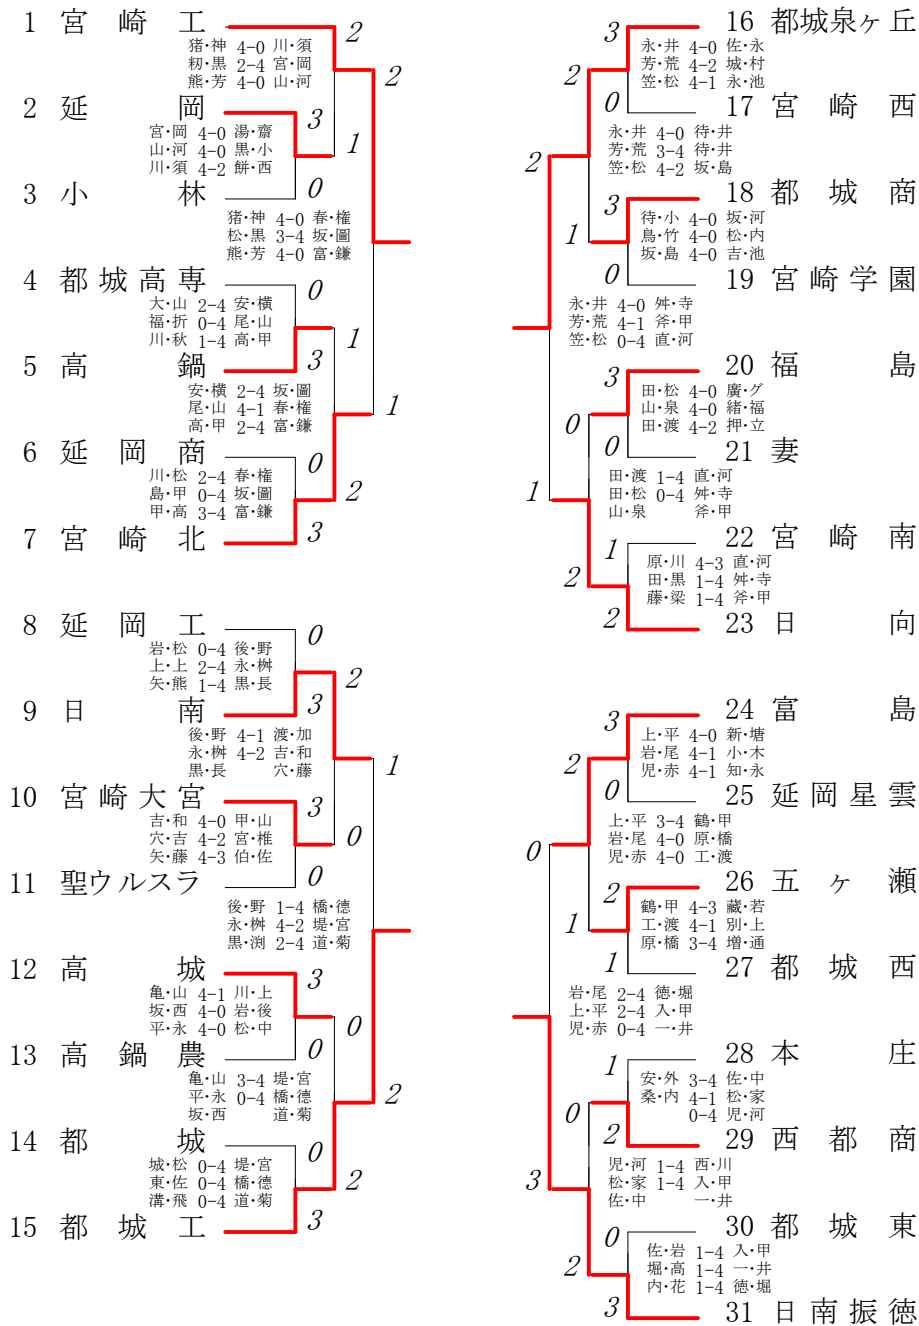 1 宮崎工
2
猪・神 4-0 川・須
籾・黒 2-4 宮・岡
熊・芳 4-0 山・河
2
2 延岡
3
宮・岡 4-0 湯・齋
山・河 4-0 黒・小
川・須 4-2 餅・西
1
3 小林
0
猪・神 4-0 春・権
松・黒 3-4 坂・圖
熊・芳 4-0 富・鎌
4 都城高専
0
大・山 2-4 安・横
福・折 0-4 尾・山
川・秋 1-4 高・甲
1
5 高鍋
3
安・横 2-4 坂・圖
尾・山 4-1 春・権
高・甲 2-4 富・鎌
1
6 延岡商
0
川・松 2-4 春・権
島・甲 0-4 坂・圖
甲・高 3-4 富・鎌
2
7 宮崎北
3
8 延岡工
0
岩・松 0-4 後・野
上・上 2-4 永・桝
矢・熊 1-4 黒・長
2
9 日南
3
後・野 4-1 渡・加
永・桝 4-2 吉・和
黒・長 穴・藤
1
10 宮崎大宮
3
吉・和 4-0 甲・山
穴・吉 4-2 宮・椎
矢・藤 4-3 伯・佐
0
11 聖ウルスラ
0
後・野 1-4 橋・德
永・桝 4-2 堤・宮
黒・渕 2-4 道・菊
12 高城
3
亀・山 4-1 川・上
坂・西 4-0 岩・後
平・永 4-0 松・中
0
13 高鍋農
0
亀・山 3-4 堤・宮
平・永 0-4 橋・德
坂・西 道・菊
2
14 都城
0
城・松 0-4 堤・宮
東・佐 0-4 橋・德
溝・飛 0-4 道・菊
2
15 都城工
3
3
16 都城泉ヶ丘
永・井 4-0 佐・永
芳・荒 4-2 城・村
笠・松 4-1 永・池
2
0
17 宮崎西
永・井 4-0 待・井
芳・荒 3-4 待・井
笠・松 4-2 坂・島
2
3
18 都城商
待・小 4-0 坂・河
鳥・竹 4-0 松・内
坂・島 4-0 吉・池
1
0
19 宮崎学園
永・井 4-0 舛・寺
芳・荒 4-1 斧・甲
笠・松 0-4 直・河
3
20 福島
田・松 4-0 廣・グ
山・泉 4-0 緒・福
田・渡 4-2 押・立
0
0
21 妻
田・渡 1-4 直・河
田・松 0-4 舛・寺
山・泉 斧・甲
1
1
22 宮崎南
原・川 4-3 直・河
田・黒 1-4 舛・寺
藤・梁 1-4 斧・甲
2
2
23 日向
3
24 富島
上・平 4-0 新・塘
岩・尾 4-1 小・木
児・赤 4-1 知・永
2
0
25 延岡星雲
上・平 3-4 鶴・甲
岩・尾 4-0 原・橋
児・赤 4-0 工・渡
0
2
26 五ヶ瀬
鶴・甲 4-3 藏・若
工・渡 4-1 別・上
原・橋 3-4 増・通
1
1
27 都城西
岩・尾 2-4 徳・堀
上・平 2-4 入・甲
児・赤 0-4 一・井
1
28 本庄
安・外 3-4 佐・中
桑・内 4-1 松・家
0-4 児・河
0
2
29 西都商
児・河 1-4 西・川
松・家 1-4 入・甲
佐・中 一・井
3
0
30 都城東
佐・岩 1-4 入・甲
堀・高 1-4 一・井
内・花 1-4 徳・堀
2
3
31 日南振徳